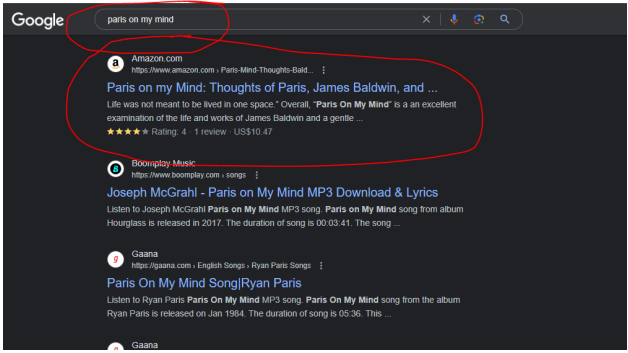 Google
paris on my mind
a
Amazon.com
https://www.amazon.com › Paris-Mind-Thoughts-Bald...
Paris on my Mind: Thoughts of Paris, James Baldwin, and ...
Life was not meant to be lived in one space." Overall, "Paris On My Mind" is a an excellent
examination of the life and works of James Baldwin and a gentle ...
★★★★★ Rating: 4 · 1 review · US$10.47
Boomplay Music
https://www.boomplay.com › songs
Joseph McGrahl - Paris on My Mind MP3 Download & Lyrics
Listen to Joseph McGrahl Paris on My Mind MP3 song. Paris on My Mind song from album
Hourglass is released in 2017. The duration of song is 00:03:41. The song ...
g
Gaana
https://gaana.com › English Songs › Ryan Paris Songs
Paris On My Mind Song|Ryan Paris
Listen to Ryan Paris Paris On My Mind MP3 song. Paris On My Mind song from the album
Ryan Paris is released on Jan 1984. The duration of song is 05:36. This ...
Gaana